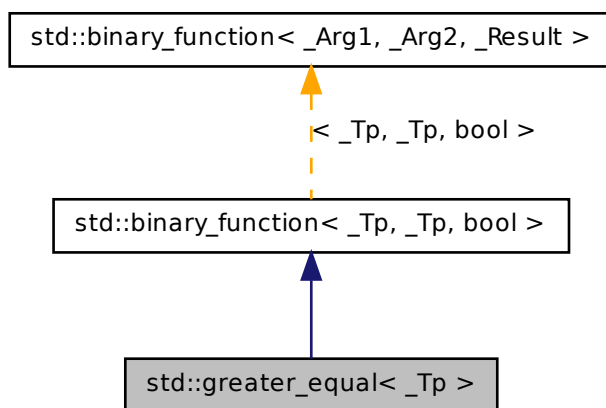 std::binary_function< _Arg1, _Arg2, _Result >
< _Tp, _Tp, bool >
std::binary_function< _Tp, _Tp, bool >
std::greater_equal< _Tp >